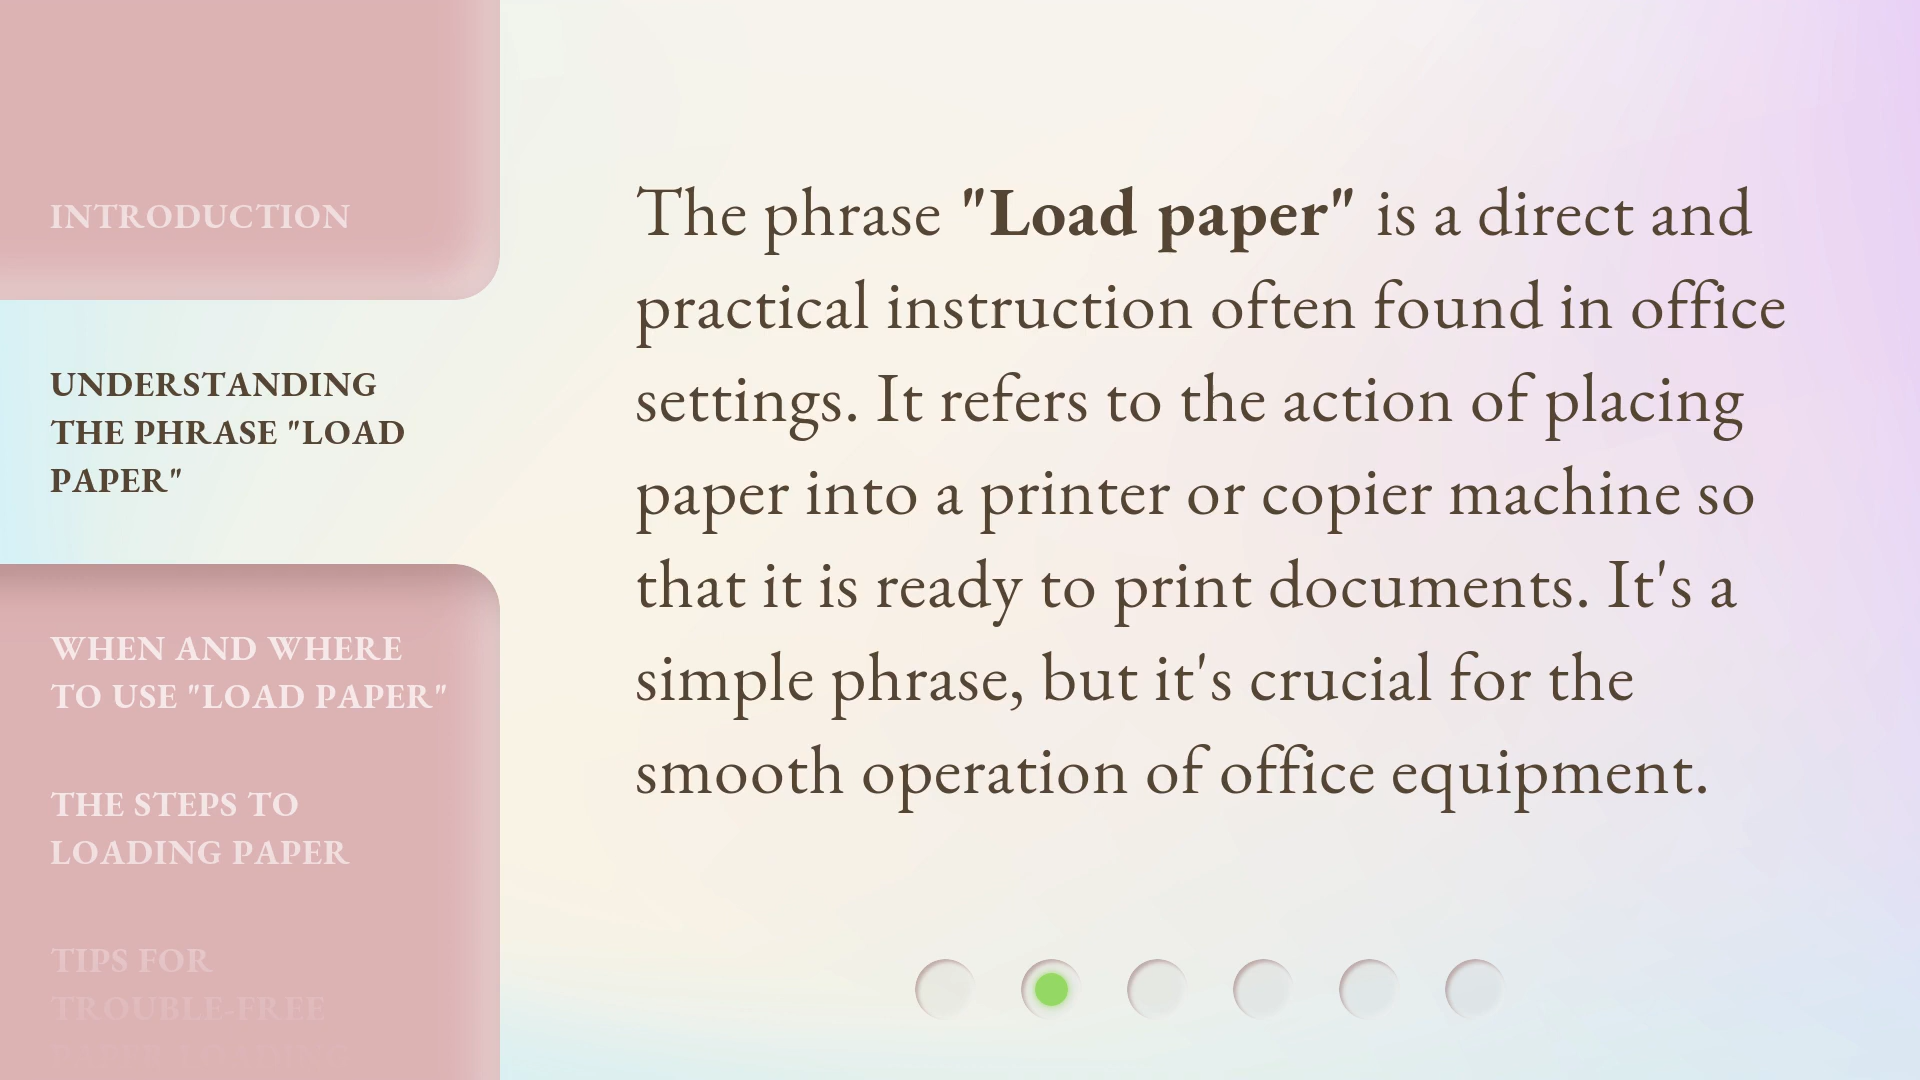 INTRODUCTION
UNDERSTANDING
THE PHRASE "LOAD
PAPER"
WHEN AND WHERE
TO USE "LOAD PAPER"
THE STEPS TO
LOADING PAPER
TIPS FOR
TROUBLE-FREE
PAPER LOADING
The phrase "Load paper" is a direct and
practical instruction often found in office
settings. It refers to the action of placing
paper into a printer or copier machine so
that it is ready to print documents. It's a
simple phrase, but it's crucial for the
smooth operation of office equipment.